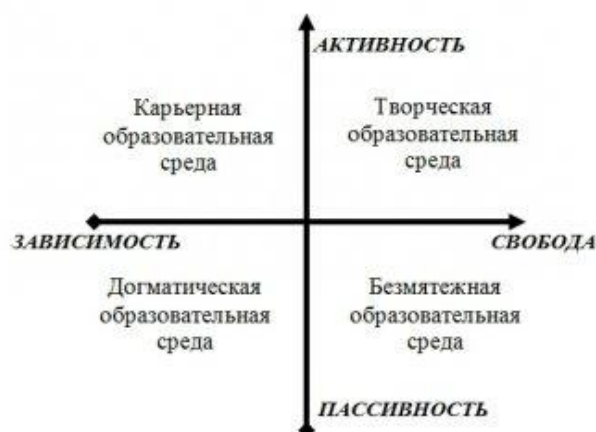 АКТИВНОСТЬ
Карьерная
образовательная
среда
Творческая
образовательная
среда
ЗАВИСИМОСТЬ
СВОБОДА
Догматическая
образовательная
среда
Безмятежная
образовательная
среда
ПАССИВНОСТЬ